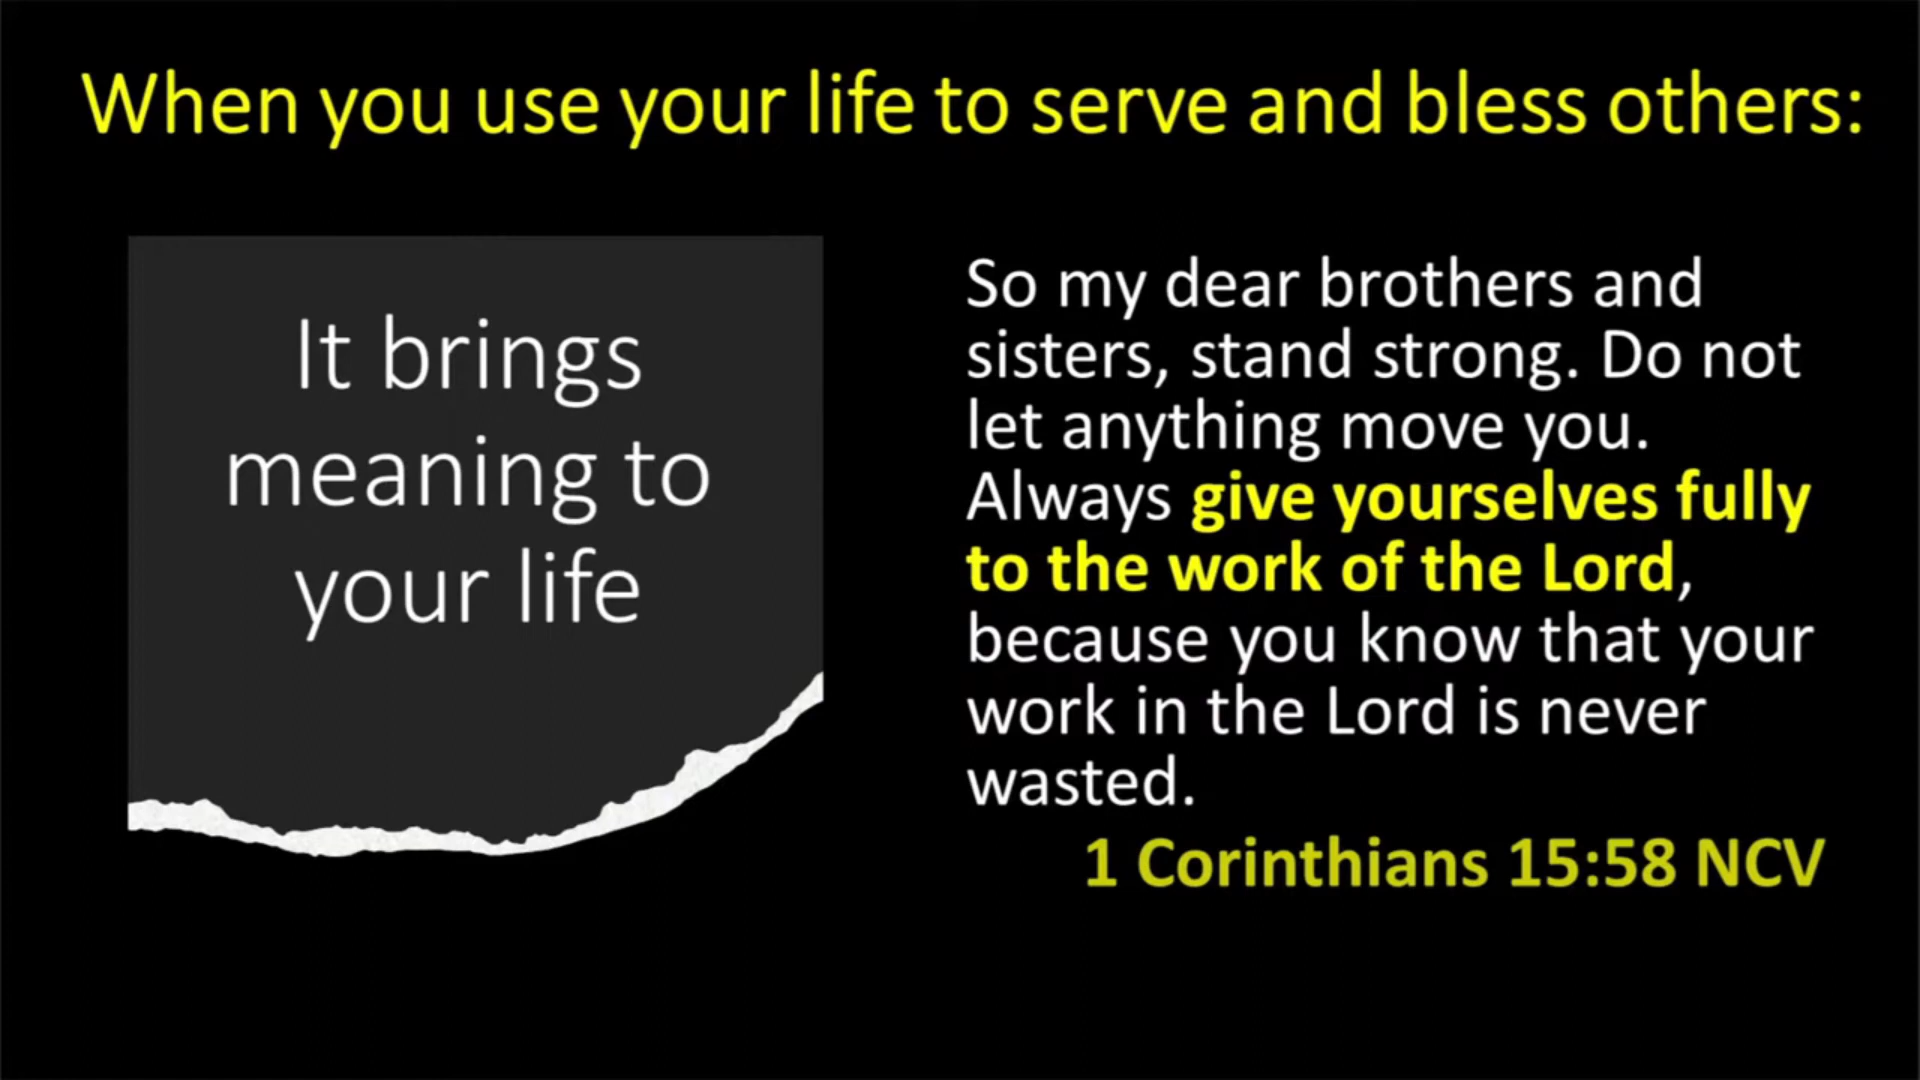 When you use your life to serve and bless others:
It brings
meaning to
your life
So my dear brothers and
sisters, stand strong. Do not
let anything move you.
Always give yourselves fully
to the work of the Lord,
because you know that your
work in the Lord is never
wasted.
1 Corinthians 15:58 NCV